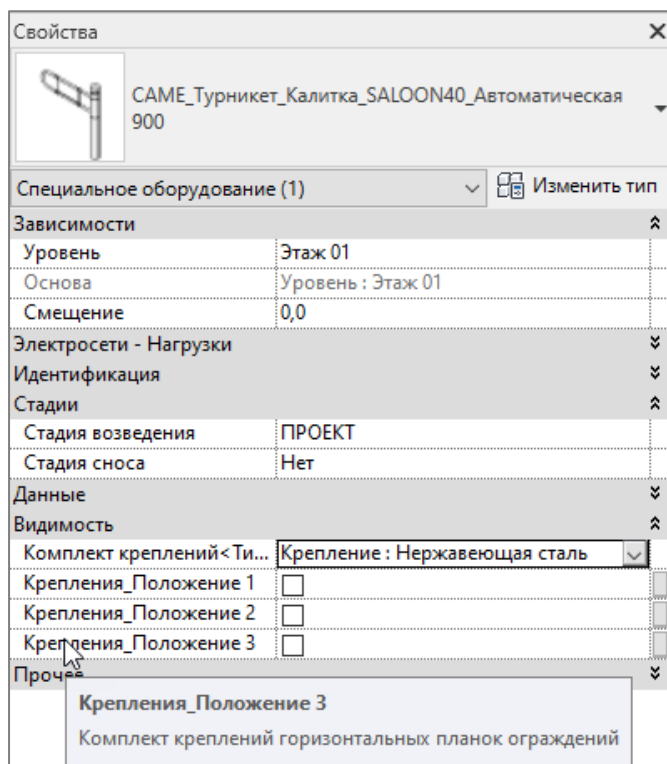 Свойства
CAME_Турникет_Калитка_SALOON40_Автоматическая
900
Специальное оборудование (1) Изменить тип
Зависимости
Уровень Этаж 01
Основа Уровень : Этаж 01
Смещение 0,0
Электросети - Нагрузки
Идентификация
Стадии
Стадия возведения ПРОЕКТ
Стадия сноса Нет
Данные
Видимость
Комплект креплений<Ти... Крепление : Нержавеющая сталь
Крепления_Положение 1
Крепления_Положение 2
Крепления_Положение 3
Прочее
Крепления_Положение 3
Комплект креплений горизонтальных планок ограждений